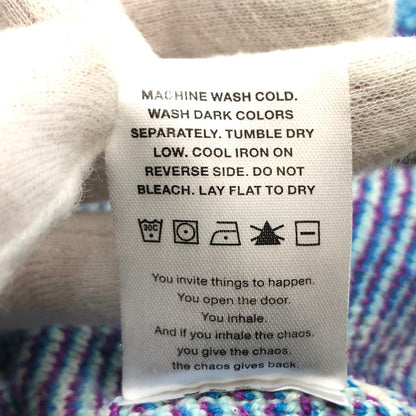 MACHINE WASH COLD.
WASH DARK COLORS
SEPARATELY. TUMBLE DRY
LOW. COOL IRON ON
REVERSE SIDE. DO NOT
BLEACH. LAY FLAT TO DRY
30C
You invite things to happen.
You open the door.
You inhale.
And if you inhale the chaos,
you give the chaos,
the chaos gives back.